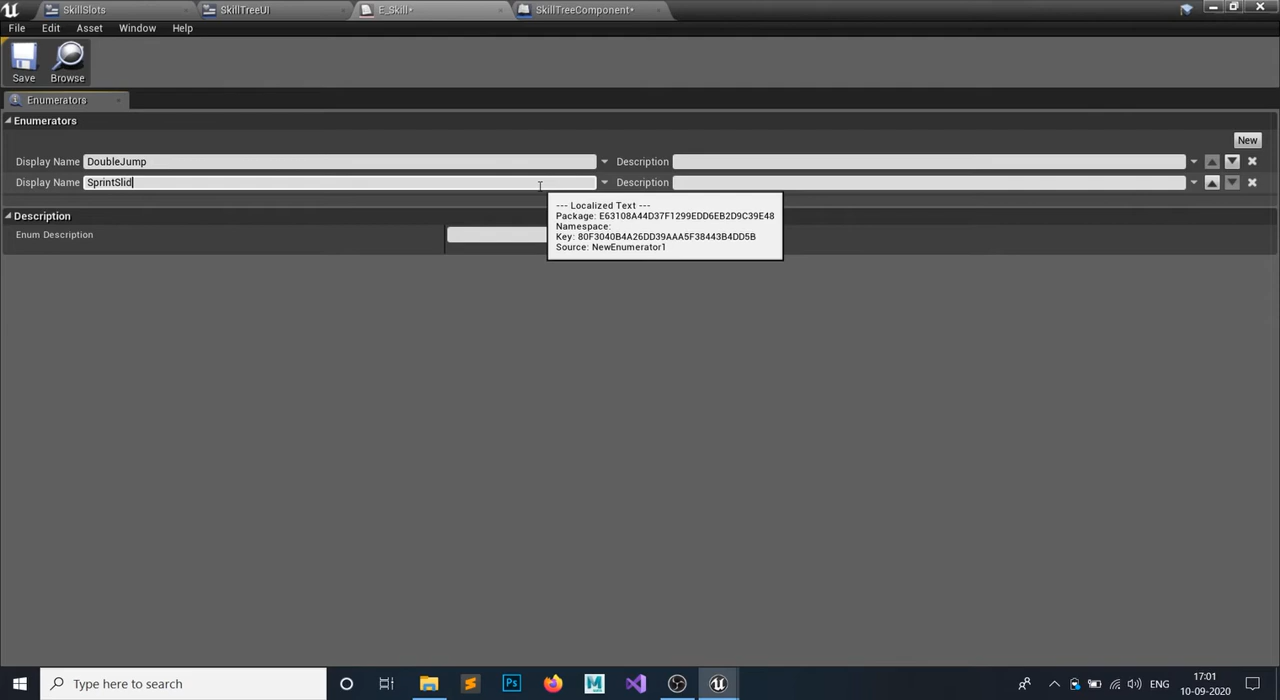 SkillSlots
SkillTreeUI
E_Skill*
SkillTreeComponent*
File
Edit
Asset
Window
Help
Save
Browse
Enumerators
Enumerators
New
Display Name
DoubleJump
Description
Display Name
SprintSlid
Description
--- Localized Text ---
Package: E63108A44D37F1299EDD6EB2D9C39E48
Namespace:
Key: 80F3040B4A26DD39AAA5F38443B4DD5B
Source: NewEnumerator1
Description
Enum Description
Type here to search
Ps
ENG
17:01
10-09-2020